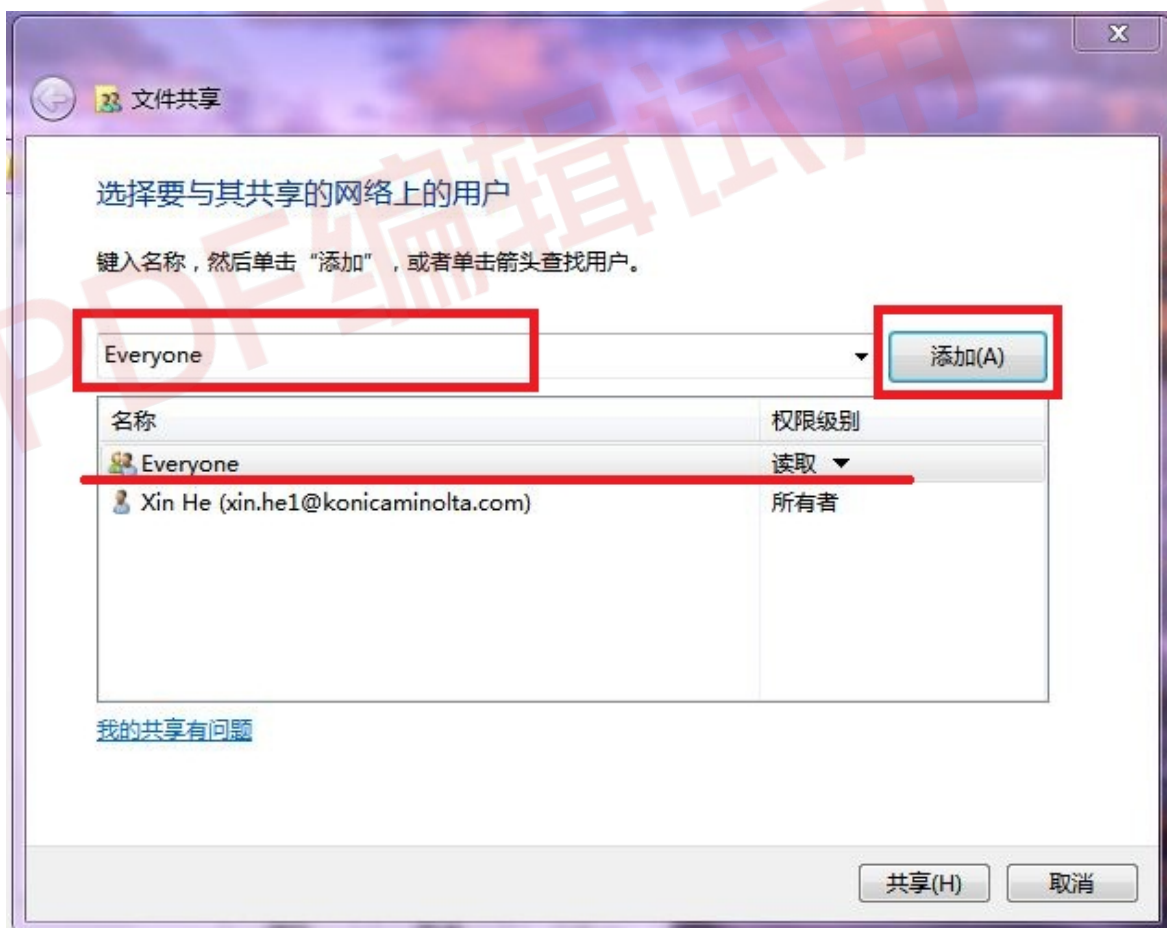 X
文件共享
选择要与其共享的网络上的用户
键入名称，然后单击“添加”，或者单击箭头查找用户。
Everyone
添加(A)
名称 权限级别
Everyone 读取
Xin He (xin.he1@konicaminolta.com) 所有者
我的共享有问题
共享(H) 取消
PDF编辑试用